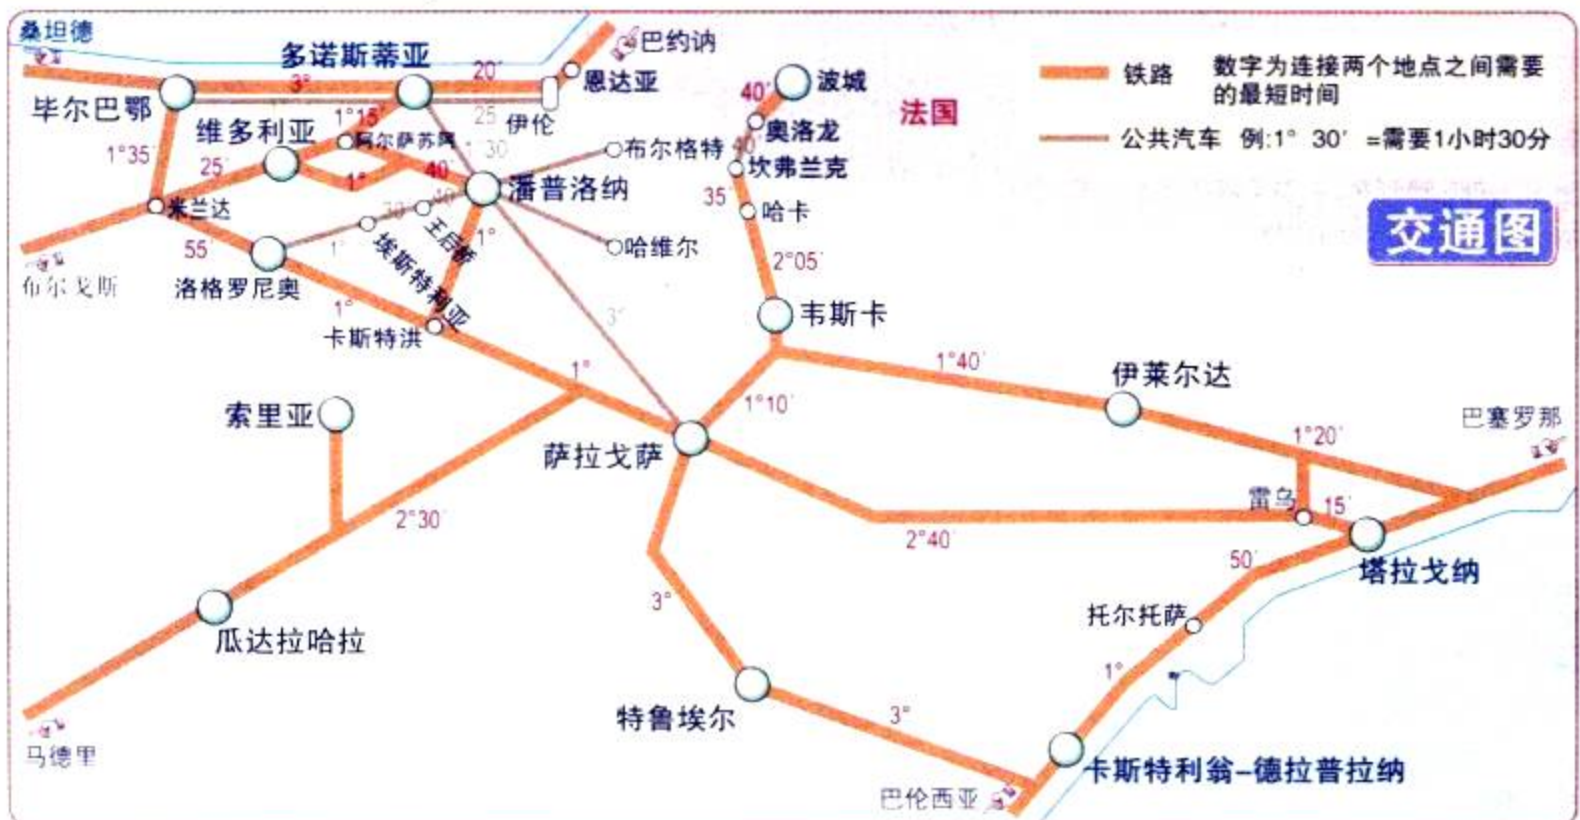 桑坦德
多诺斯蒂亚
巴约讷
铁路
数字为连接两个地点之间需要
的最短时间
公共汽车 例:1° 30′ =需要1小时30分
交通图
法国
恩达亚
20′
3°
25
伊伦
毕尔巴鄂
维多利亚
1°15′
阿尔萨苏阿
1°30
布尔格特
40′
波城
奥洛龙
40′
坎弗兰克
35′
哈卡
2°05′
韦斯卡
1°35′
25′
1°
40′
潘普洛纳
米兰达
30
40
王后桥
1°
哈维尔
55′
1°
埃斯特利亚
布尔戈斯
洛格罗尼奥
1°
卡斯特洪
3°
1°
1°10′
1°40′
伊莱尔达
巴塞罗那
1°20′
索里亚
萨拉戈萨
雷乌
15′
2°30′
2°40′
塔拉戈纳
50′
托尔托萨
瓜达拉哈拉
3°
1°
马德里
特鲁埃尔
3°
卡斯特利翁-德拉普拉纳
巴伦西亚